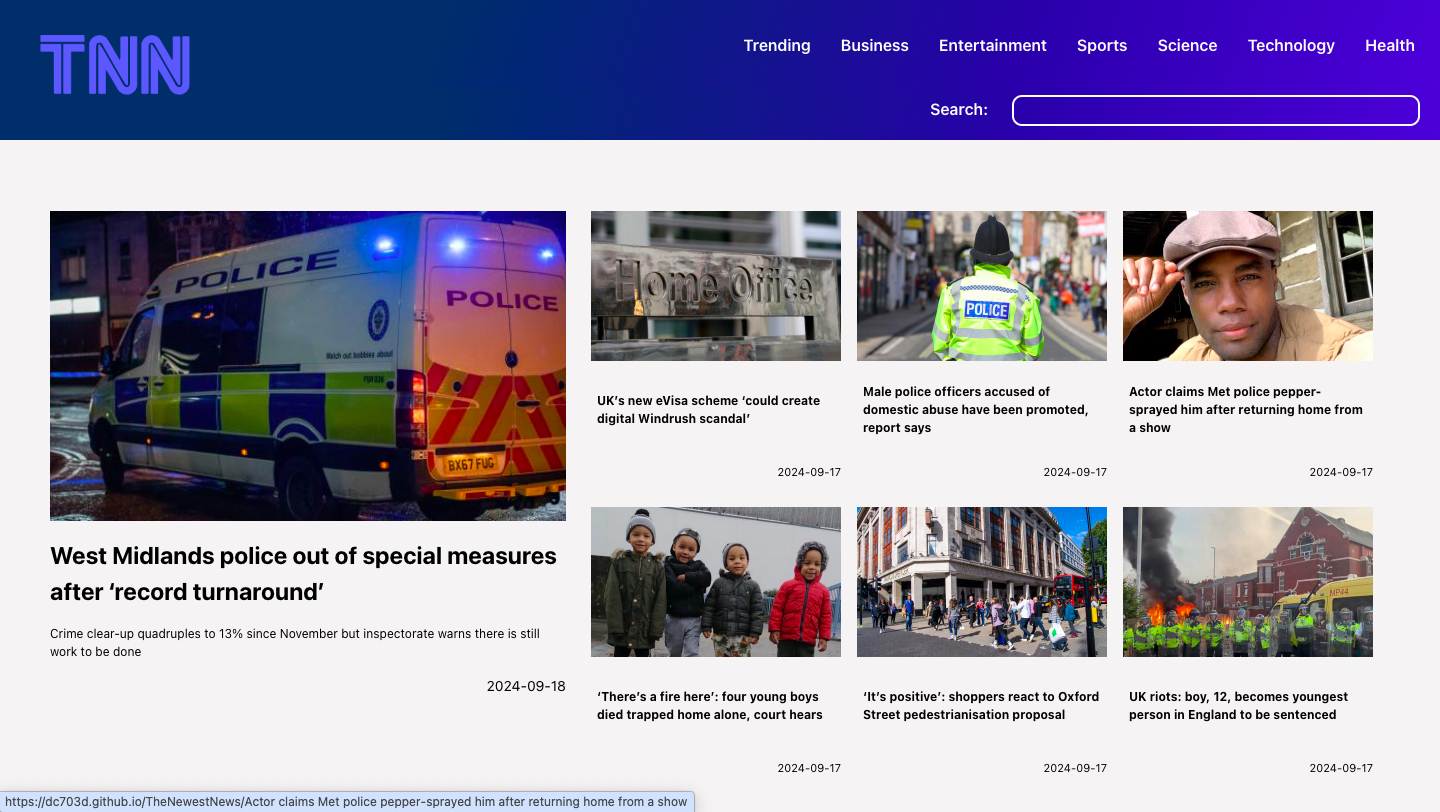 TNN
Trending Business Entertainment Sports Science Technology Health
Search:
POLICE
POLICE
Watch out bobbies about!
BX67 FUG
West Midlands police out of special measures
after ‘record turnaround’
Crime clear-up quadruples to 13% since November but inspectorate warns there is still
work to be done
2024-09-18
Home Office
UK’s new eVisa scheme ‘could create
digital Windrush scandal’
2024-09-17
POLICE
Male police officers accused of
domestic abuse have been promoted,
report says
2024-09-17
Actor claims Met police pepper-
sprayed him after returning home from
a show
2024-09-17
‘There’s a fire here’: four young boys
died trapped home alone, court hears
2024-09-17
‘It’s positive’: shoppers react to Oxford
Street pedestrianisation proposal
2024-09-17
MP44
UK riots: boy, 12, becomes youngest
person in England to be sentenced
2024-09-17
https://dc703d.github.io/TheNewestNews/Actor claims Met police pepper-sprayed him after returning home from a show